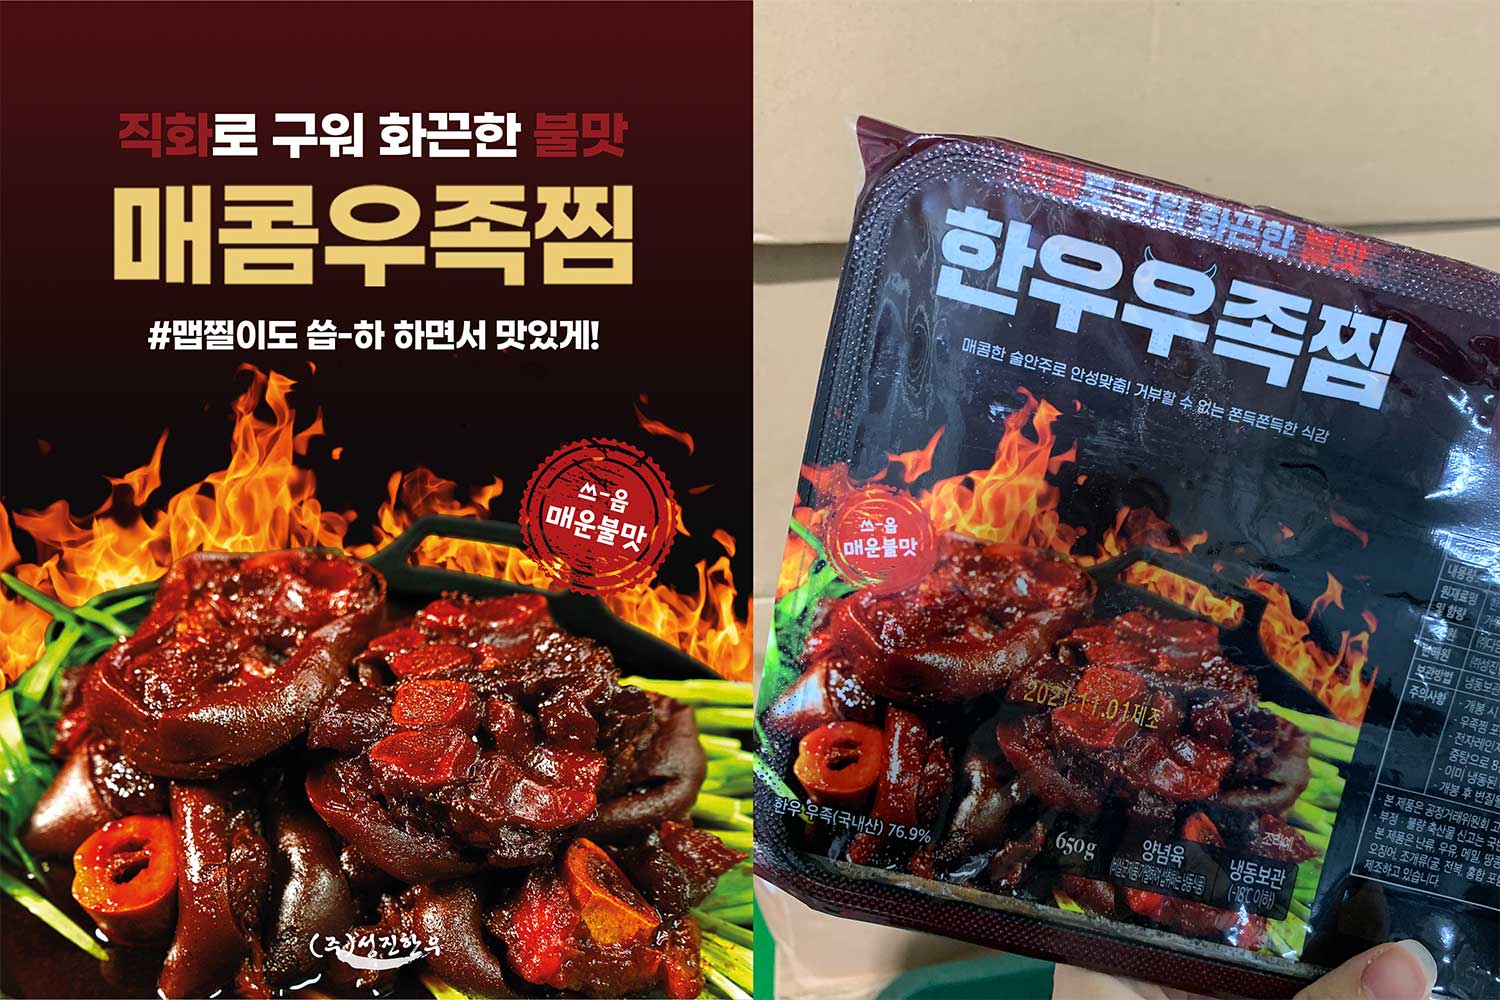 직화로 구워 화끈한 불맛
매콤우족찜
#맵찔이도 씁-하 하면서 맛있게!
쓰-읍
매운불맛
(주)성진한우
직화로 구워 화끈한 불맛
한우우족찜
매콤한 술안주로 안성맞춤! 거부할 수 없는 쫀득쫀득한 식감
쓰-읍
매운불맛
2021.11.01제조
한우 우족(국내산) 76.9%
650g
양념육
냉동보관
(-18℃ 이하)
조리예
내용량
원재료명
및 함량
보관방법
냉동보관
주의사항
· 개봉 시
· 우족찜 포
· 전자레인지
중탕으로 8
· 이미 냉동된
개봉 후 변질될
· 본 제품은 공정거래위원회 고
부정·불량 축산물 신고는 국번
· 본 제품은 난류, 우유, 메밀, 땅콩
오징어, 조개류(굴, 전복, 홍합 포
제조하고 있습니다.